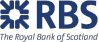 RBS
The Royal Bank of Scotland